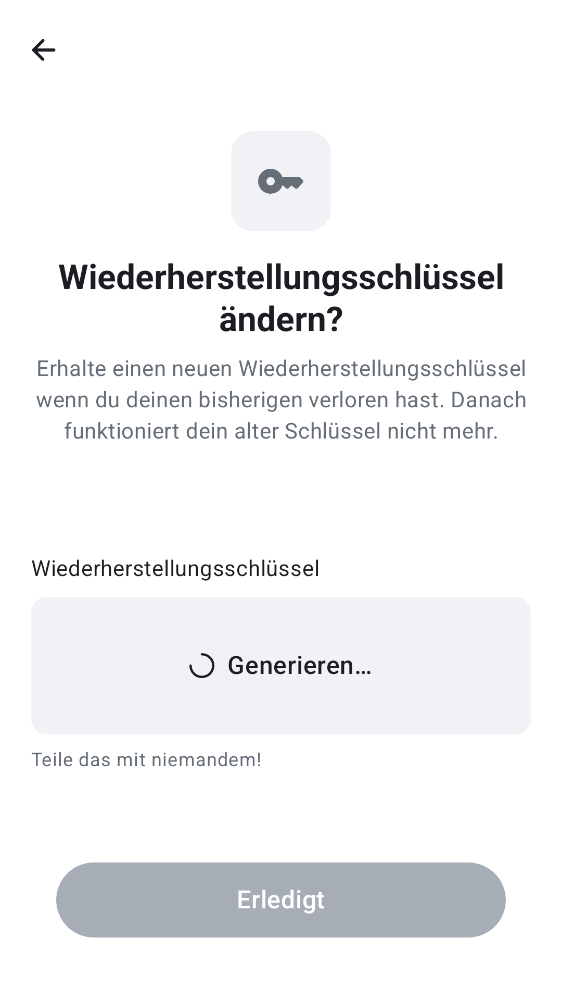 Wiederherstellungsschlüssel
ändern?
Erhalte einen neuen Wiederherstellungsschlüssel
wenn du deinen bisherigen verloren hast. Danach
funktioniert dein alter Schlüssel nicht mehr.
Wiederherstellungsschlüssel
Generieren…
Teile das mit niemandem!
Erledigt